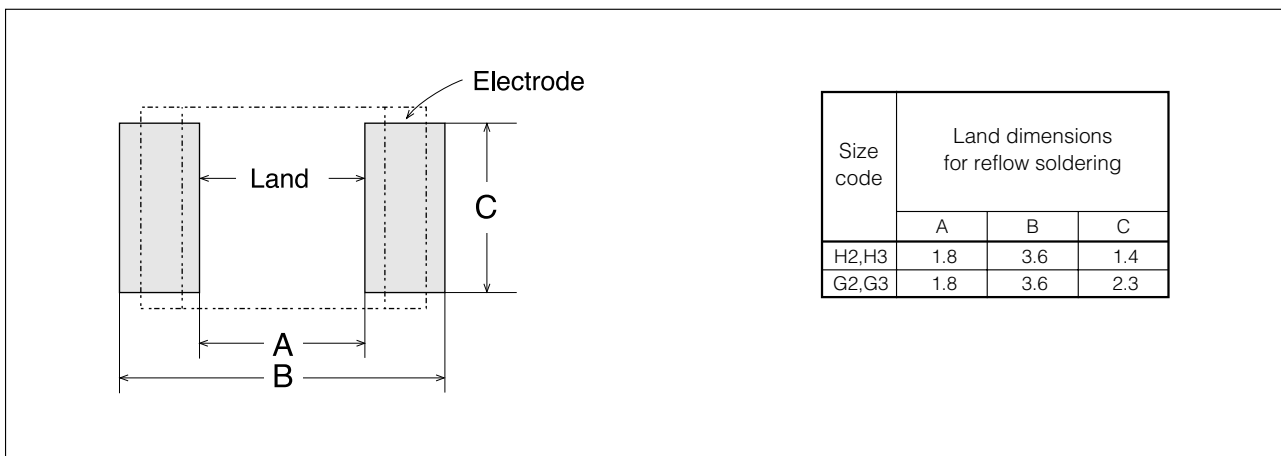 Electrode
Land
C
A
B
Size
code
Land dimensions
for reflow soldering
A B C
H2,H3 1.8 3.6 1.4
G2,G3 1.8 3.6 2.3